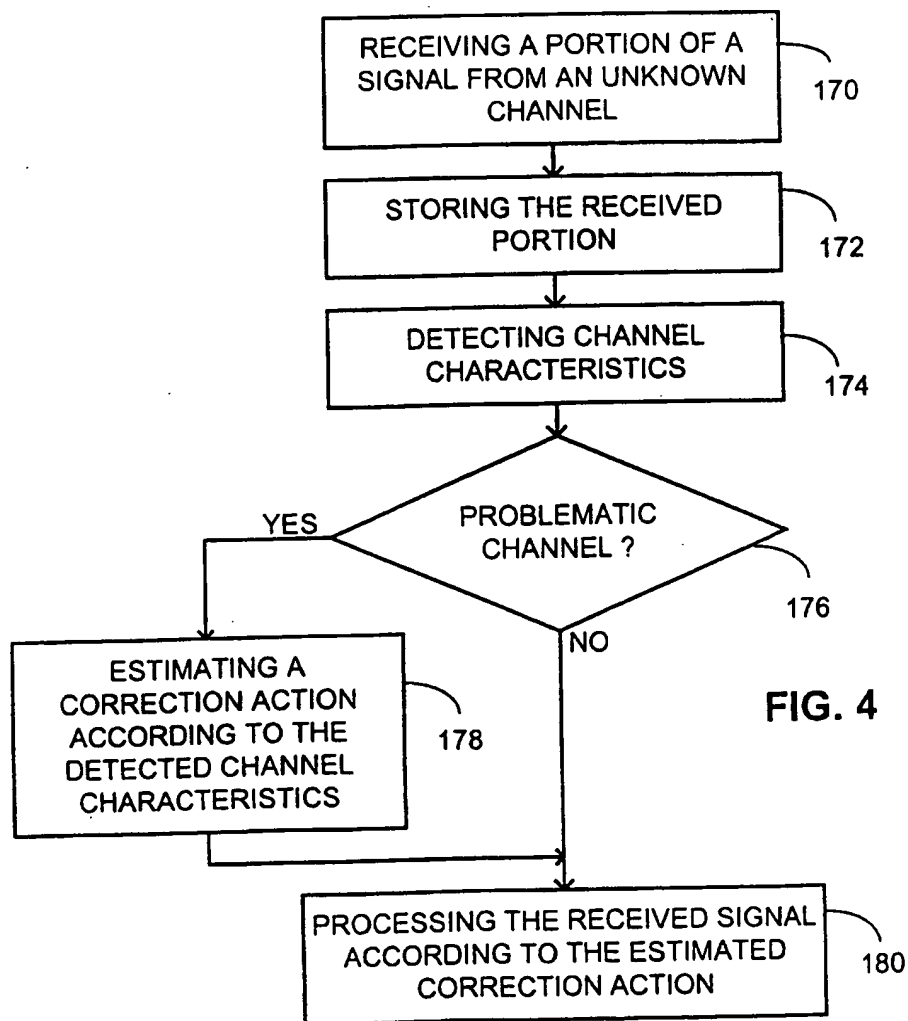 RECEIVING A PORTION OF A
SIGNAL FROM AN UNKNOWN
CHANNEL
170
STORING THE RECEIVED
PORTION
172
DETECTING CHANNEL
CHARACTERISTICS
174
PROBLEMATIC
CHANNEL ?
176
YES
NO
ESTIMATING A
CORRECTION ACTION
ACCORDING TO THE
DETECTED CHANNEL
CHARACTERISTICS
178
FIG. 4
PROCESSING THE RECEIVED SIGNAL
ACCORDING TO THE ESTIMATED
CORRECTION ACTION
180